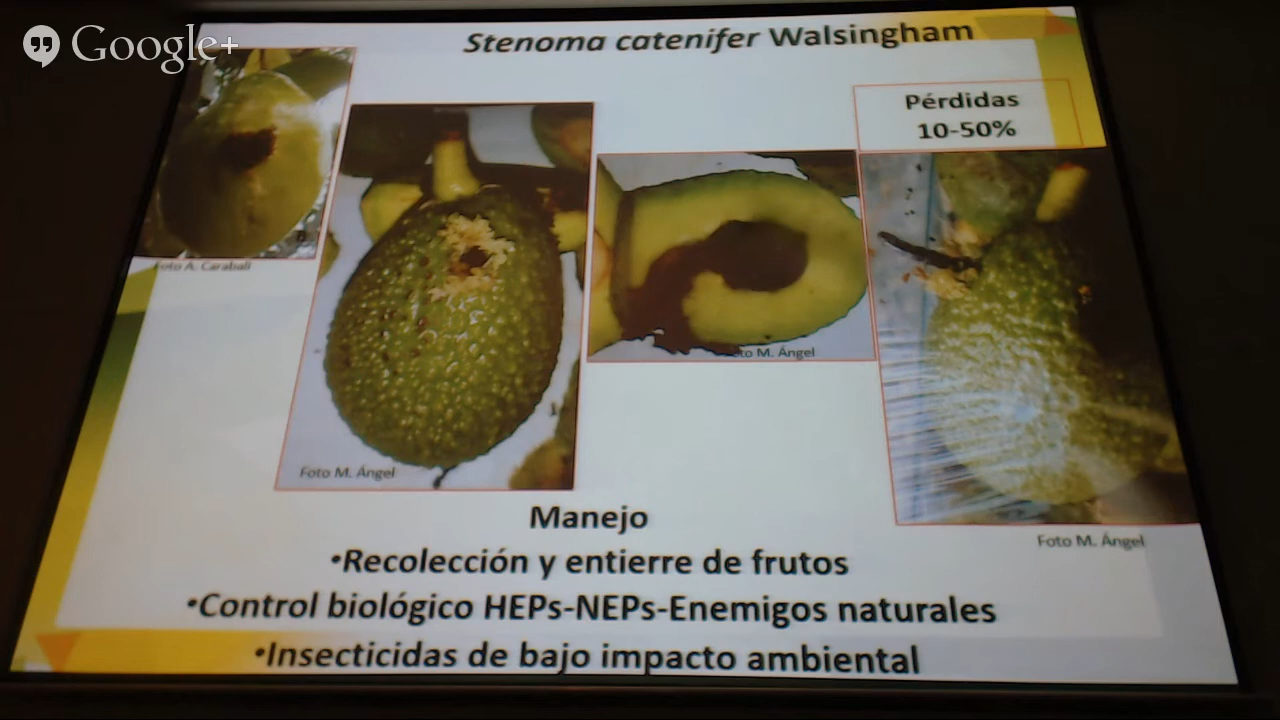 Google+
Stenoma catenifer Walsingham
Pérdidas
10-50%
Foto A. Carabalí
Foto M. Ángel
Foto M. Ángel
Foto M. Ángel
Manejo
•Recolección y entierre de frutos
•Control biológico HEPs-NEPs-Enemigos naturales
•Insecticidas de bajo impacto ambiental